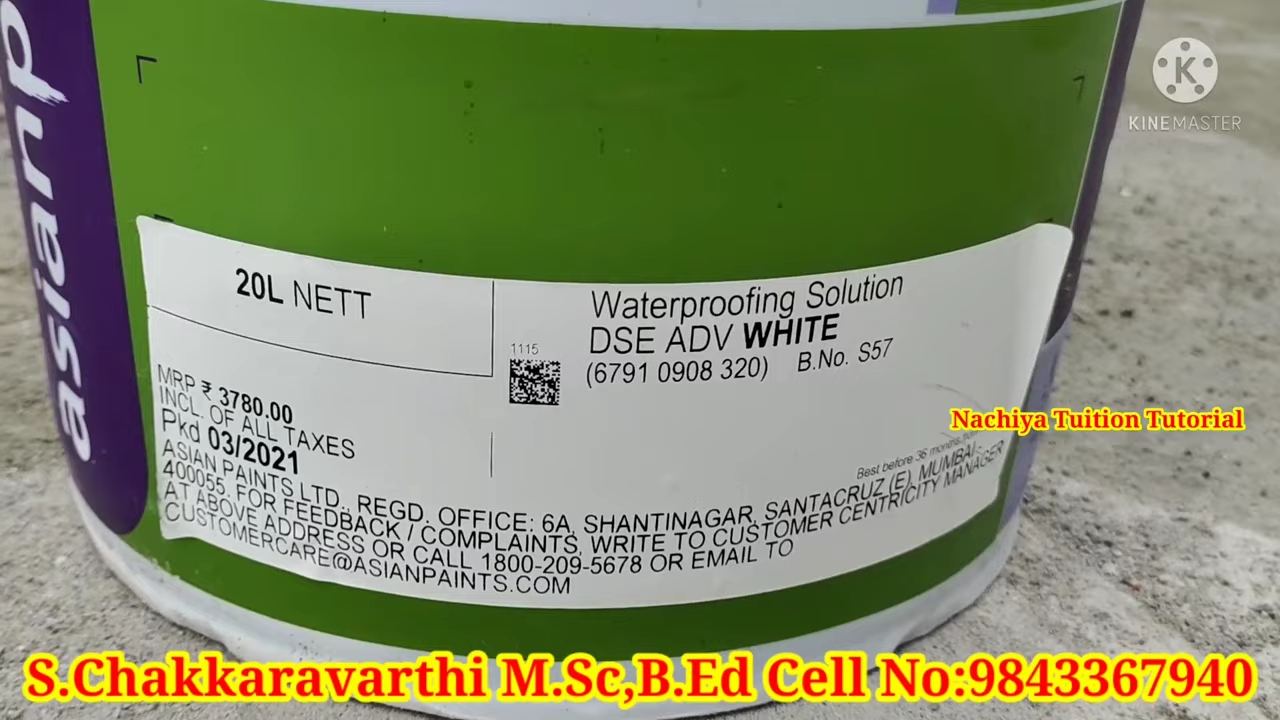 asianp
KINEMASTER
20L NETT
Waterproofing Solution
DSE ADV WHITE
(6791 0908 320) B.No. S57
1115
MRP ₹ 3780.00
INCL. OF ALL TAXES
Pkd 03/2021
Nachiya Tuition Tutorial
Best before 36 months
ASIAN PAINTS LTD., REGD. OFFICE: 6A, SHANTINAGAR, SANTACRUZ (E), MUMBAI-
400055, FOR FEEDBACK / COMPLAINTS, WRITE TO CUSTOMER CENTRICITY MANAGER
AT ABOVE ADDRESS OR CALL 1800-209-5678 OR EMAIL TO
CUSTOMERCARE@ASIANPAINTS.COM
S.Chakkaravarthi M.Sc,B.Ed Cell No:9843367940